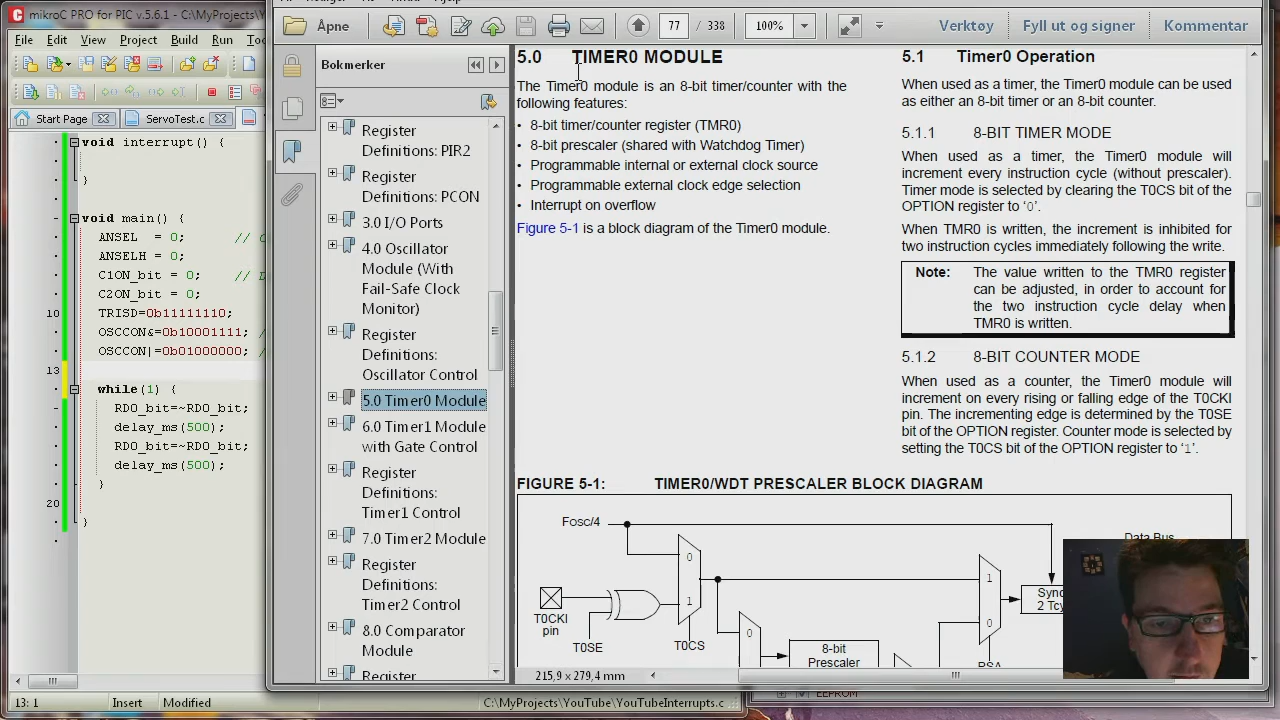 mikroC PRO for PIC v.5.6.1 - C:\MyProjects\Y
File Edit View Project Build Run
Start Page ServoTest.c
void interrupt() {
}
void main() {
ANSEL = 0; //
ANSELH = 0;
C1ON_bit = 0; //
C2ON_bit = 0;
10 TRISD=0b11111110;
OSCCON&=0b10001111; /
OSCCON|=0b01000000; /
13
while(1) {
RD0_bit=~RD0_bit;
delay_ms(500);
RD0_bit=~RD0_bit;
delay_ms(500);
}
20
}
13: 1 Insert Modified C:\MyProjects\YouTube\YouTubeInterrupts.c
Åpne 77 / 338 100% Verktøy Fyll ut og signer Kommentar
Bokmerker
Register
Definitions: PIR2
Register
Definitions: PCON
3.0 I/O Ports
4.0 Oscillator
Module (With
Fail-Safe Clock
Monitor)
Register
Definitions:
Oscillator Control
5.0 Timer0 Module
6.0 Timer1 Module
with Gate Control
Register
Definitions:
Timer1 Control
7.0 Timer2 Module
Register
Definitions:
Timer2 Control
8.0 Comparator
Module
Register
5.0 TIMER0 MODULE
The Timer0 module is an 8-bit timer/counter with the
following features:
• 8-bit timer/counter register (TMR0)
• 8-bit prescaler (shared with Watchdog Timer)
• Programmable internal or external clock source
• Programmable external clock edge selection
• Interrupt on overflow
Figure 5-1 is a block diagram of the Timer0 module.
5.1 Timer0 Operation
When used as a timer, the Timer0 module can be used
as either an 8-bit timer or an 8-bit counter.
5.1.1 8-BIT TIMER MODE
When used as a timer, the Timer0 module will
increment every instruction cycle (without prescaler).
Timer mode is selected by clearing the T0CS bit of the
OPTION register to ‘0’.
When TMR0 is written, the increment is inhibited for
two instruction cycles immediately following the write.
Note: The value written to the TMR0 register
can be adjusted, in order to account for
the two instruction cycle delay when
TMR0 is written.
5.1.2 8-BIT COUNTER MODE
When used as a counter, the Timer0 module will
increment on every rising or falling edge of the T0CKI
pin. The incrementing edge is determined by the T0SE
bit of the OPTION register. Counter mode is selected by
setting the T0CS bit of the OPTION register to ‘1’.
FIGURE 5-1: TIMER0/WDT PRESCALER BLOCK DIAGRAM
Fosc/4
Data Bus
0
1
T0CKI
pin
T0SE
T0CS
0
8-bit
Prescaler
1
0
PSA
Sync
2 Tcy
215,9 x 279,4 mm
EEPROM